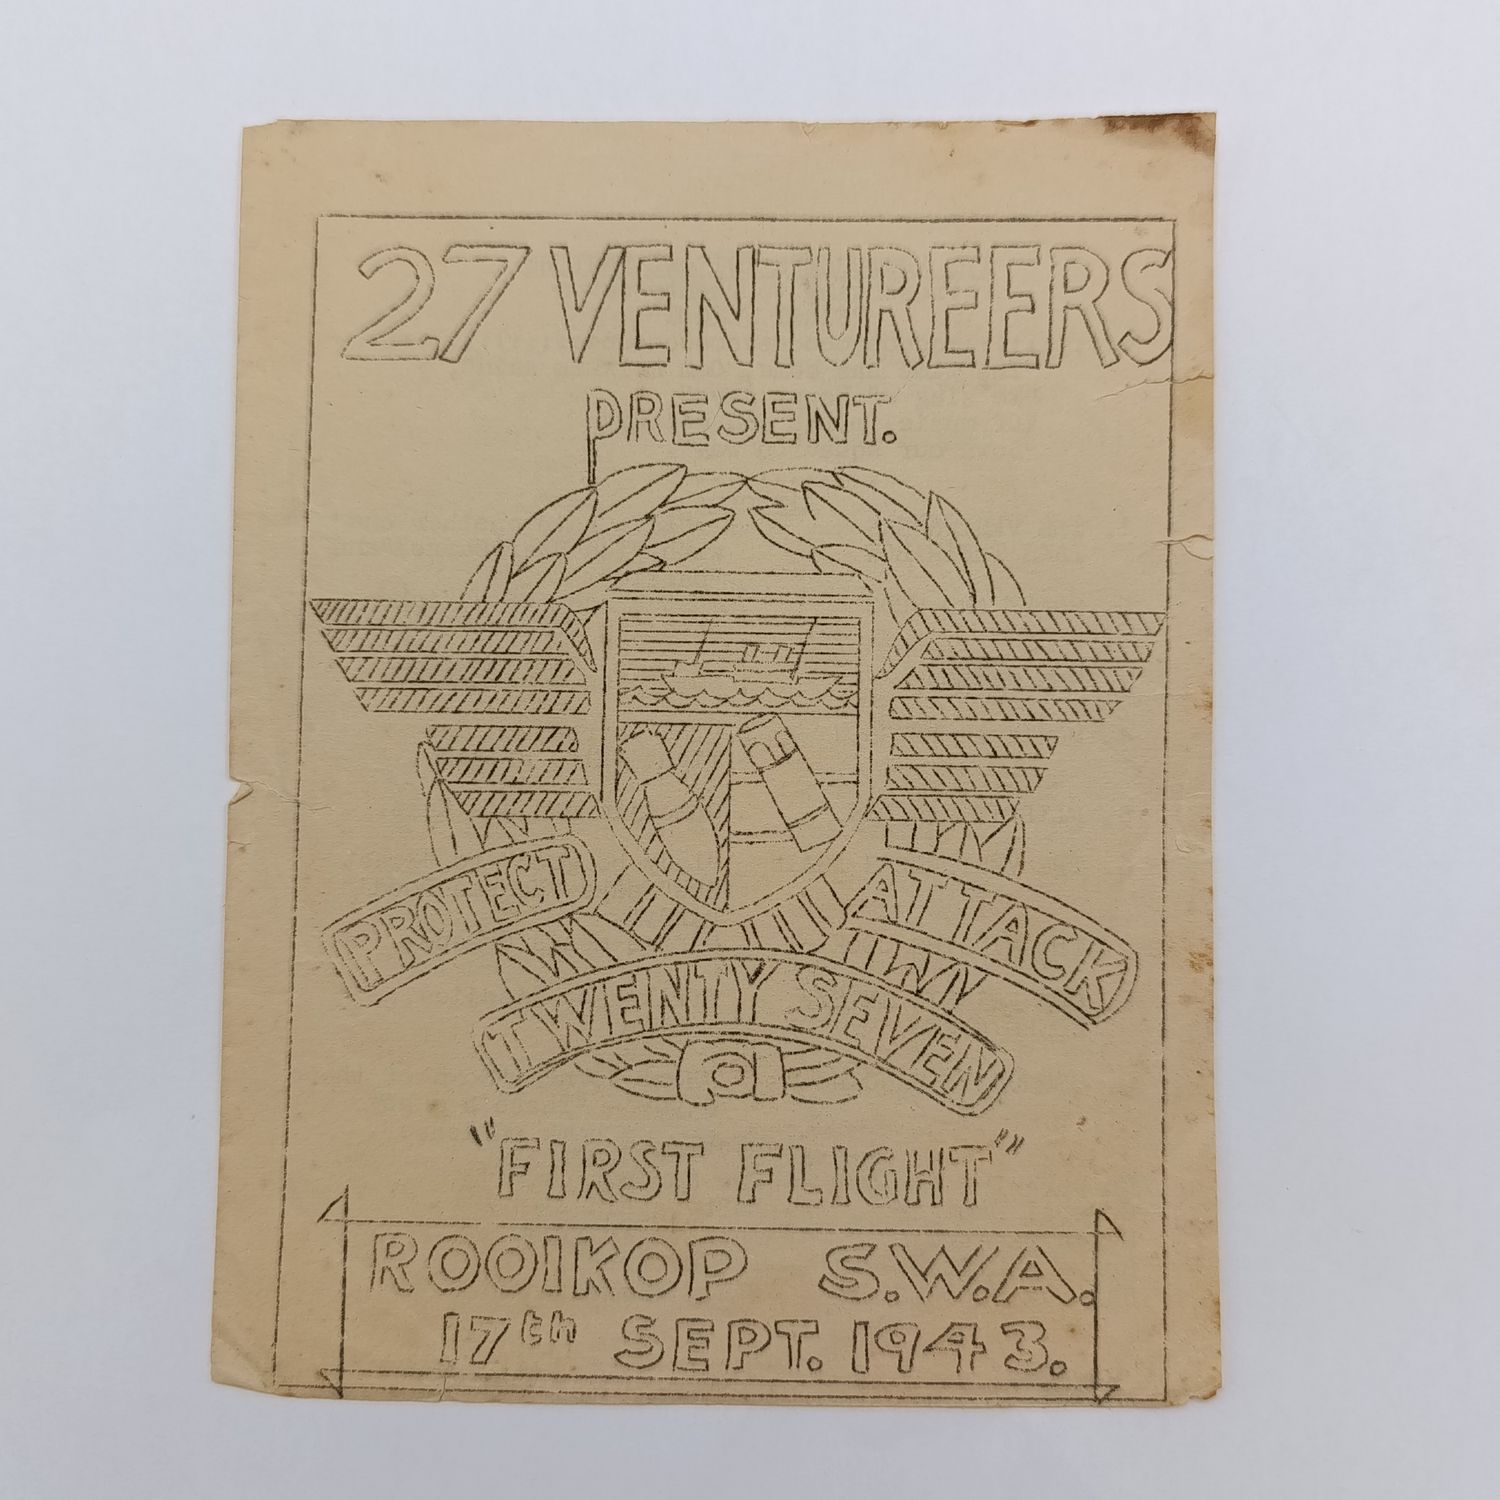 27 VENTUREERS
PRESENT.
PROTECT
ATTACK
TWENTY SEVEN
"FIRST FLIGHT"
ROOIKOP S.W.A.
17th SEPT. 1943.